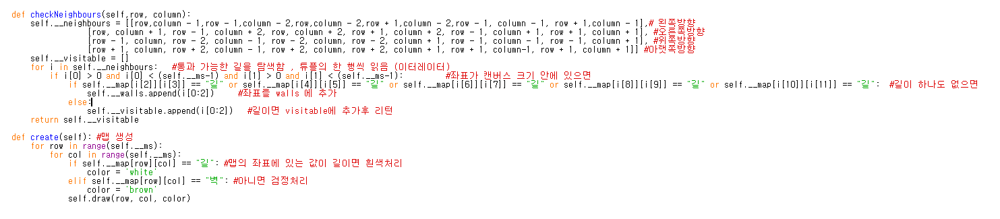 def checkNeighbours(self,row, column):
self.__neighbours = [[row,column - 1,row - 1,column - 2,row,column - 2,row + 1,column - 2,row - 1, column - 1, row + 1,column - 1],# 왼쪽방향
[row, column + 1, row - 1, column + 2, row, column + 2, row + 1, column + 2, row - 1, column + 1, row + 1, column + 1], #오른쪽방향
[row - 1, column, row - 2, column - 1, row - 2, column, row - 2, column + 1, row - 1, column - 1, row - 1, column + 1], #위쪽방향
[row + 1, column, row + 2, column - 1, row + 2, column, row + 2, column + 1, row + 1, column-1, row + 1, column + 1]] #아랫쪽방향
self.__visitable = []
for i in self.__neighbours: #통과 가능한 길을 탐색함 , 튜플의 한 행씩 읽음 (이터레이터)
if i[0] > 0 and i[0] < (self.__ms-1) and i[1] > 0 and i[1] < (self.__ms-1): #좌표가 캔버스 크기 안에 있으면
if self.__map[i[2]][i[3]] == "길" or self.__map[i[4]][i[5]] == "길" or self.__map[i[6]][i[7]] == "길" or self.__map[i[8]][i[9]] == "길" or self.__map[i[10]][i[11]] == "길": #길이 하나도 없으면
self.__walls.append(i[0:2]) #좌표를 walls 에 추가
else:
self.__visitable.append(i[0:2]) #길이면 visitable에 추가후 리턴
return self.__visitable
def create(self): #맵 생성
for row in range(self.__ms):
for col in range(self.__ms):
if self.__map[row][col] == "길": #맵의 좌표에 있는 값이 길이면 흰색처리
color = 'white'
elif self.__map[row][col] == "벽": #아니면 검정처리
color = 'brown'
self.draw(row, col, color)